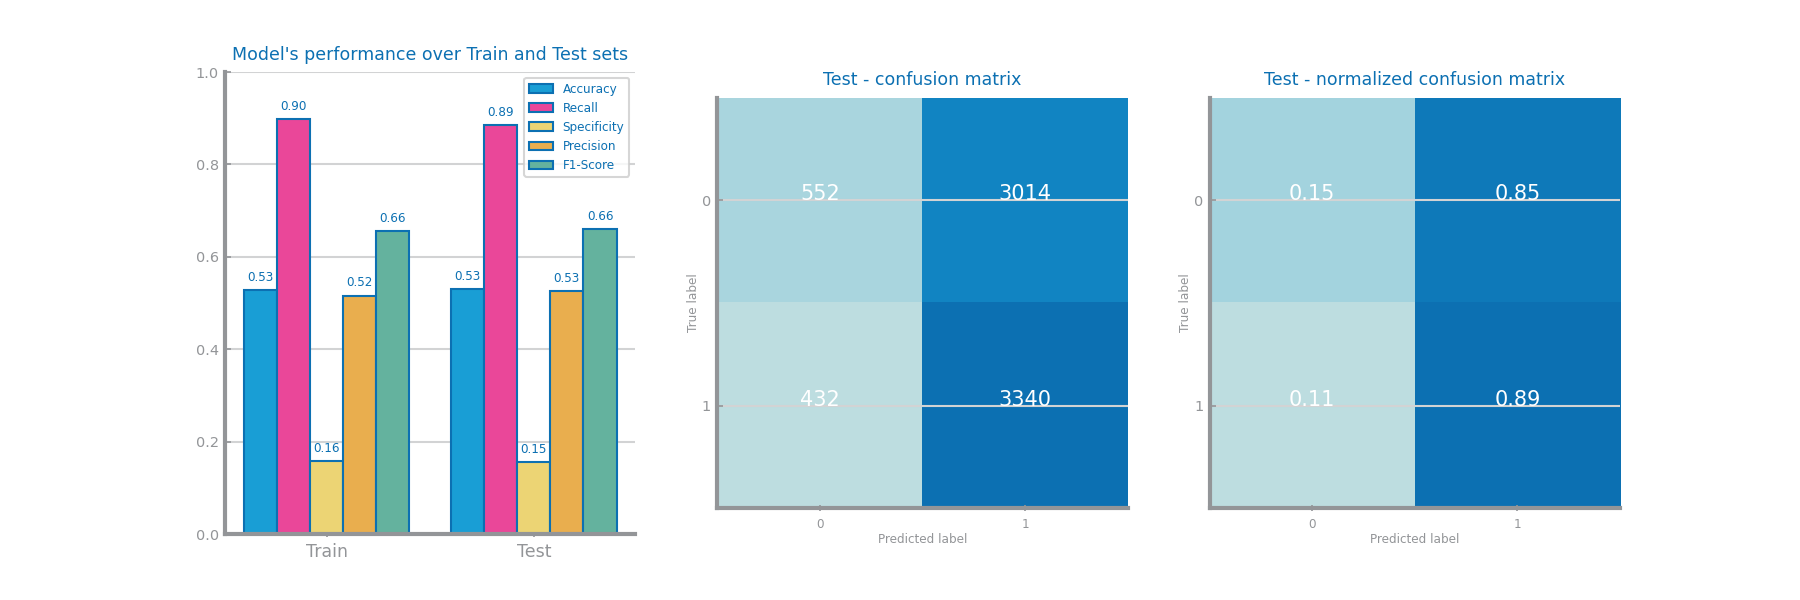 Model's performance over Train and Test sets
1.0
0.8
0.6
0.4
0.2
0.0
0.53
0.90
0.16
0.52
0.66
0.53
0.89
0.15
0.53
0.66
Accuracy
Recall
Specificity
Precision
F1-Score
Train
Test
Test - confusion matrix
True label
0
1
552
3014
432
3340
0
1
Predicted label
Test - normalized confusion matrix
True label
0
1
0.15
0.85
0.11
0.89
0
1
Predicted label